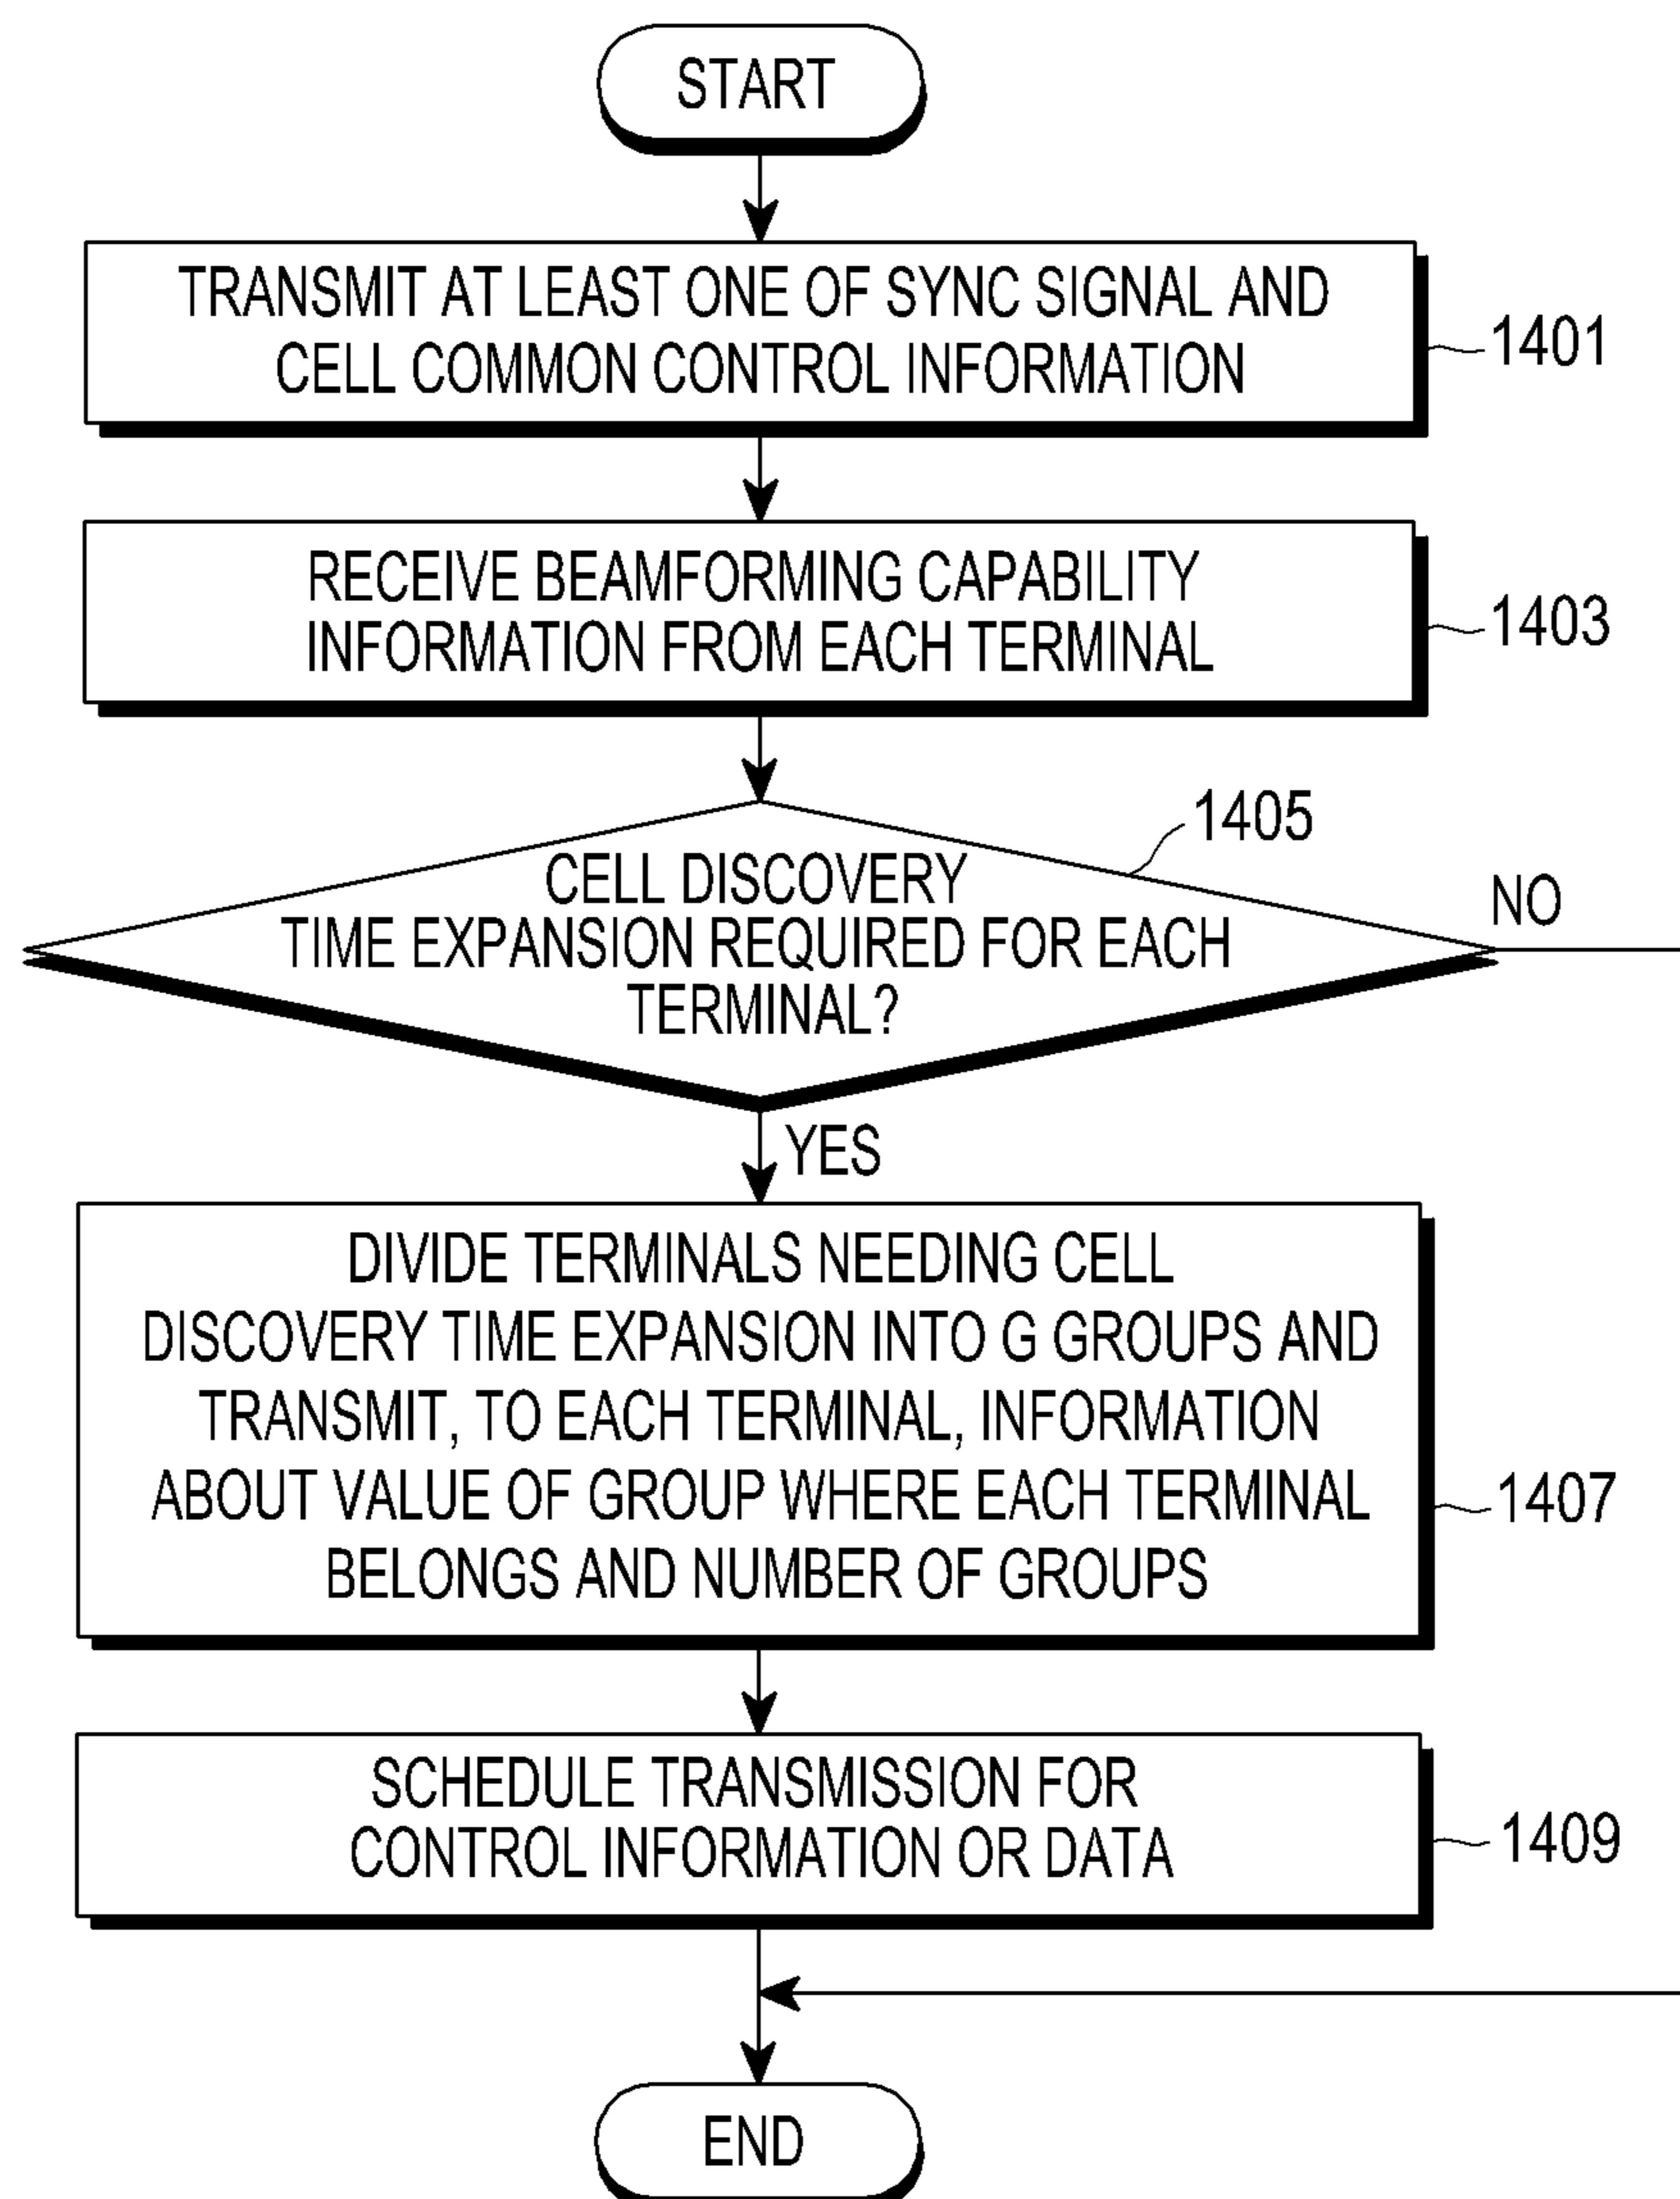 START
TRANSMIT AT LEAST ONE OF SYNC SIGNAL AND
CELL COMMON CONTROL INFORMATION
1401
RECEIVE BEAMFORMING CAPABILITY
INFORMATION FROM EACH TERMINAL
1403
1405
CELL DISCOVERY
TIME EXPANSION REQUIRED FOR EACH
TERMINAL?
NO
YES
DIVIDE TERMINALS NEEDING CELL
DISCOVERY TIME EXPANSION INTO G GROUPS AND
TRANSMIT, TO EACH TERMINAL, INFORMATION
ABOUT VALUE OF GROUP WHERE EACH TERMINAL
BELONGS AND NUMBER OF GROUPS
1407
SCHEDULE TRANSMISSION FOR
CONTROL INFORMATION OR DATA
1409
END